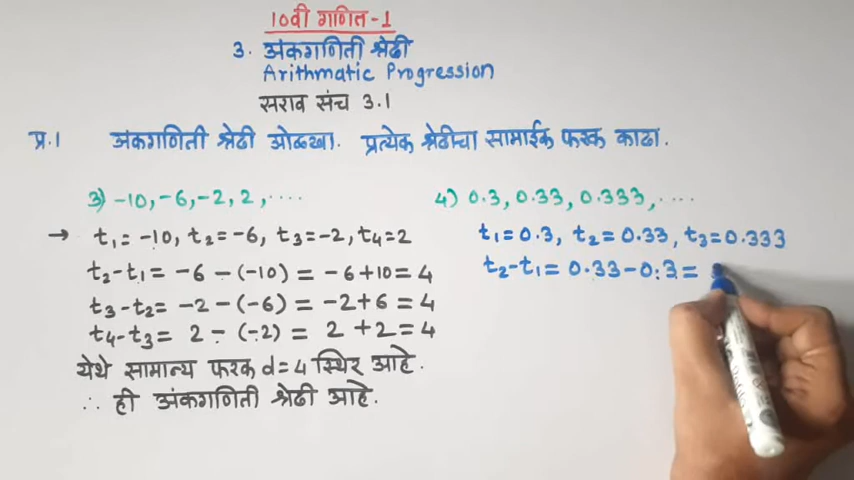 10वी गणित-1
3. अंकगणिती श्रेढी
Arithmatic Progression
सराव संच 3.1
प्र.1 अंकगणिती श्रेढी ओळखा. प्रत्येक श्रेढीचा सामाईक फरक काढा.
3) -10, -6, -2, 2, ....
→ t₁ = -10, t₂ = -6, t₃ = -2, t₄ = 2
t₂-t₁ = -6 -(-10) = -6+10 = 4
t₃-t₂ = -2 -(-6) = -2+6 = 4
t₄-t₃ = 2 -(-2) = 2+2 = 4
येथे सामान्य फरक d=4 स्थिर आहे.
∴ ही अंकगणिती श्रेढी आहे.
4) 0.3, 0.33, 0.333, ....
t₁=0.3, t₂=0.33, t₃=0.333
t₂-t₁ = 0.33-0.3 =